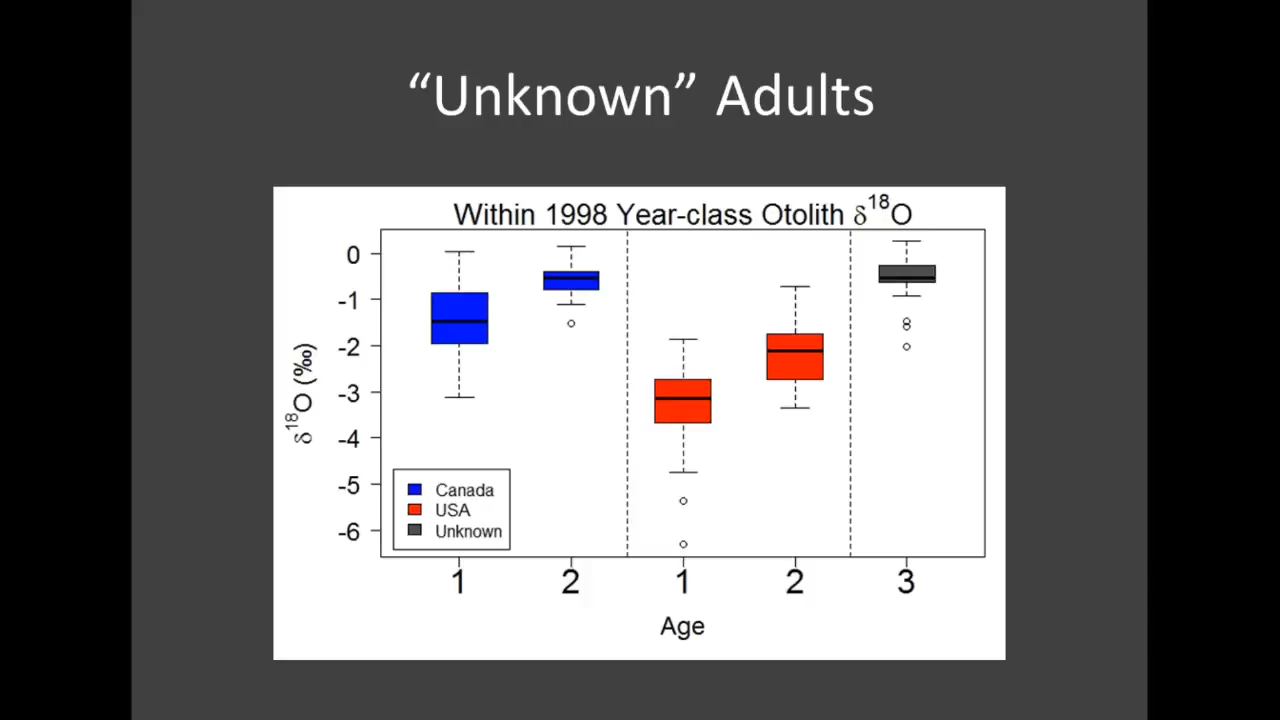 “Unknown” Adults
Within 1998 Year-class Otolith δ¹⁸O
δ¹⁸O (‰)
0
-1
-2
-3
-4
-5
-6
Canada
USA
Unknown
1 2 1 2 3
Age